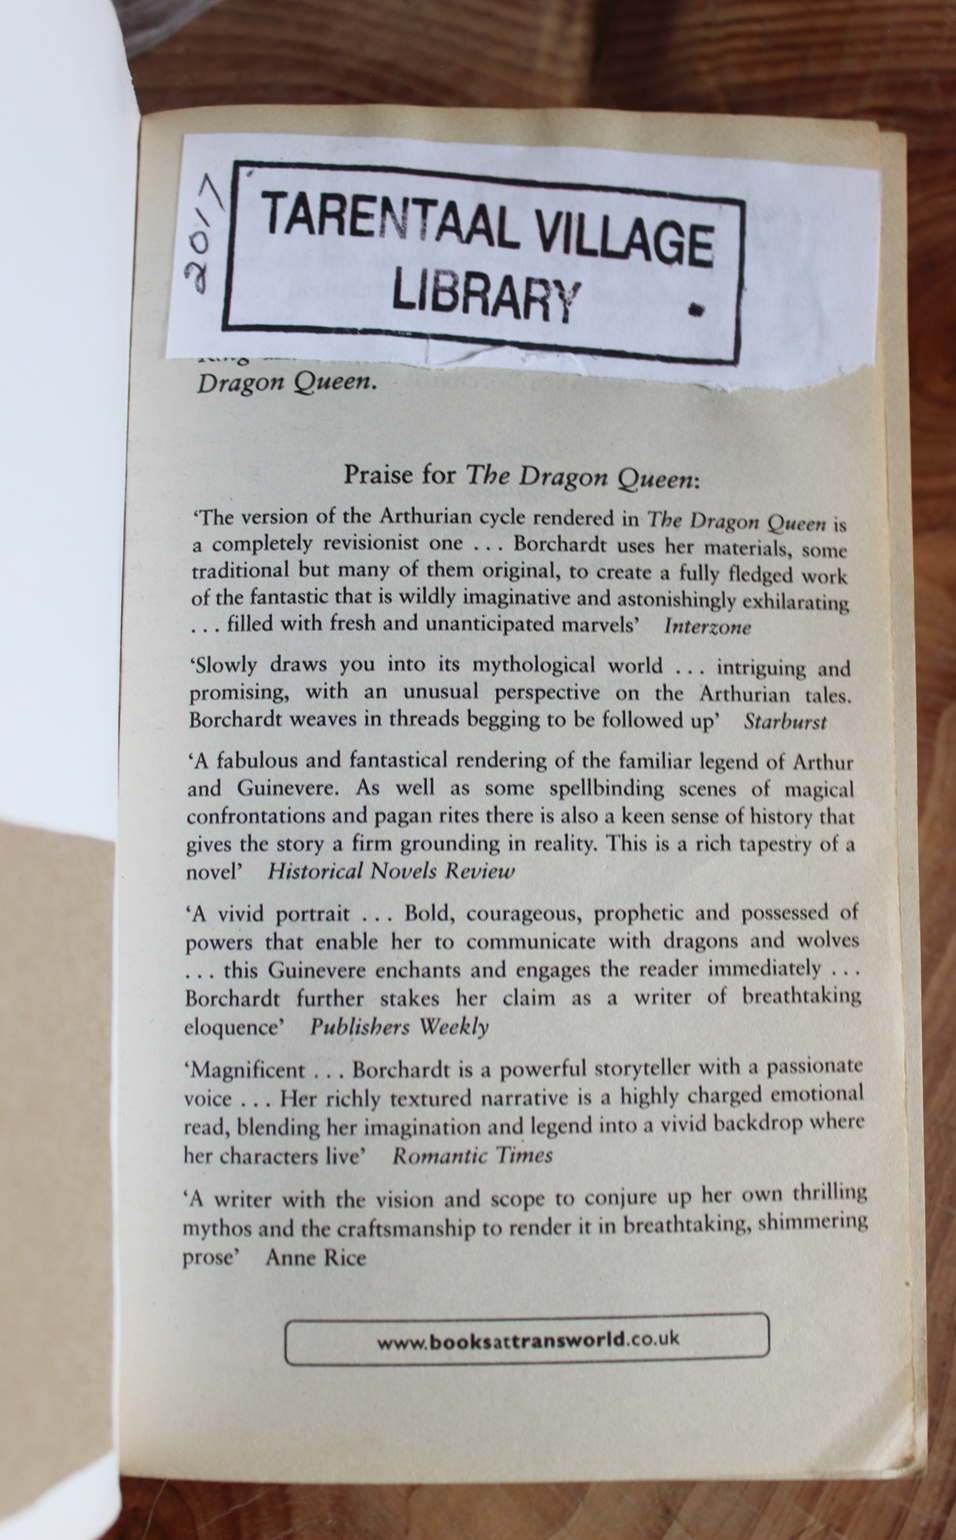 2017
TARENTAAL VILLAGE
LIBRARY
King
Dragon Queen.
Praise for The Dragon Queen:
‘The version of the Arthurian cycle rendered in The Dragon Queen is
a completely revisionist one . . . Borchardt uses her materials, some
traditional but many of them original, to create a fully fledged work
of the fantastic that is wildly imaginative and astonishingly exhilarating
. . . filled with fresh and unanticipated marvels’ Interzone
‘Slowly draws you into its mythological world . . . intriguing and
promising, with an unusual perspective on the Arthurian tales.
Borchardt weaves in threads begging to be followed up’ Starburst
‘A fabulous and fantastical rendering of the familiar legend of Arthur
and Guinevere. As well as some spellbinding scenes of magical
confrontations and pagan rites there is also a keen sense of history that
gives the story a firm grounding in reality. This is a rich tapestry of a
novel’ Historical Novels Review
‘A vivid portrait . . . Bold, courageous, prophetic and possessed of
powers that enable her to communicate with dragons and wolves
. . . this Guinevere enchants and engages the reader immediately . . .
Borchardt further stakes her claim as a writer of breathtaking
eloquence’ Publishers Weekly
‘Magnificent . . . Borchardt is a powerful storyteller with a passionate
voice . . . Her richly textured narrative is a highly charged emotional
read, blending her imagination and legend into a vivid backdrop where
her characters live’ Romantic Times
‘A writer with the vision and scope to conjure up her own thrilling
mythos and the craftsmanship to render it in breathtaking, shimmering
prose’ Anne Rice
www.booksattransworld.co.uk